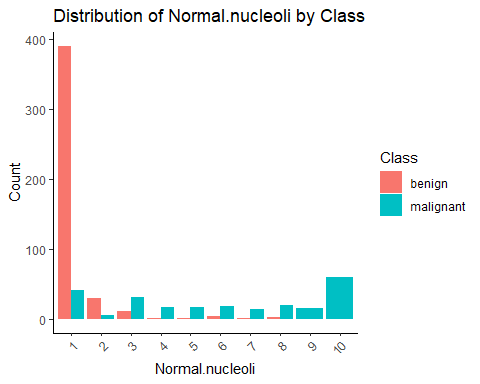 Distribution of Normal.nucleoli by Class
400
300
200
100
0
Count
1 2 3 4 5 6 7 8 9 10
Normal.nucleoli
Class
benign
malignant